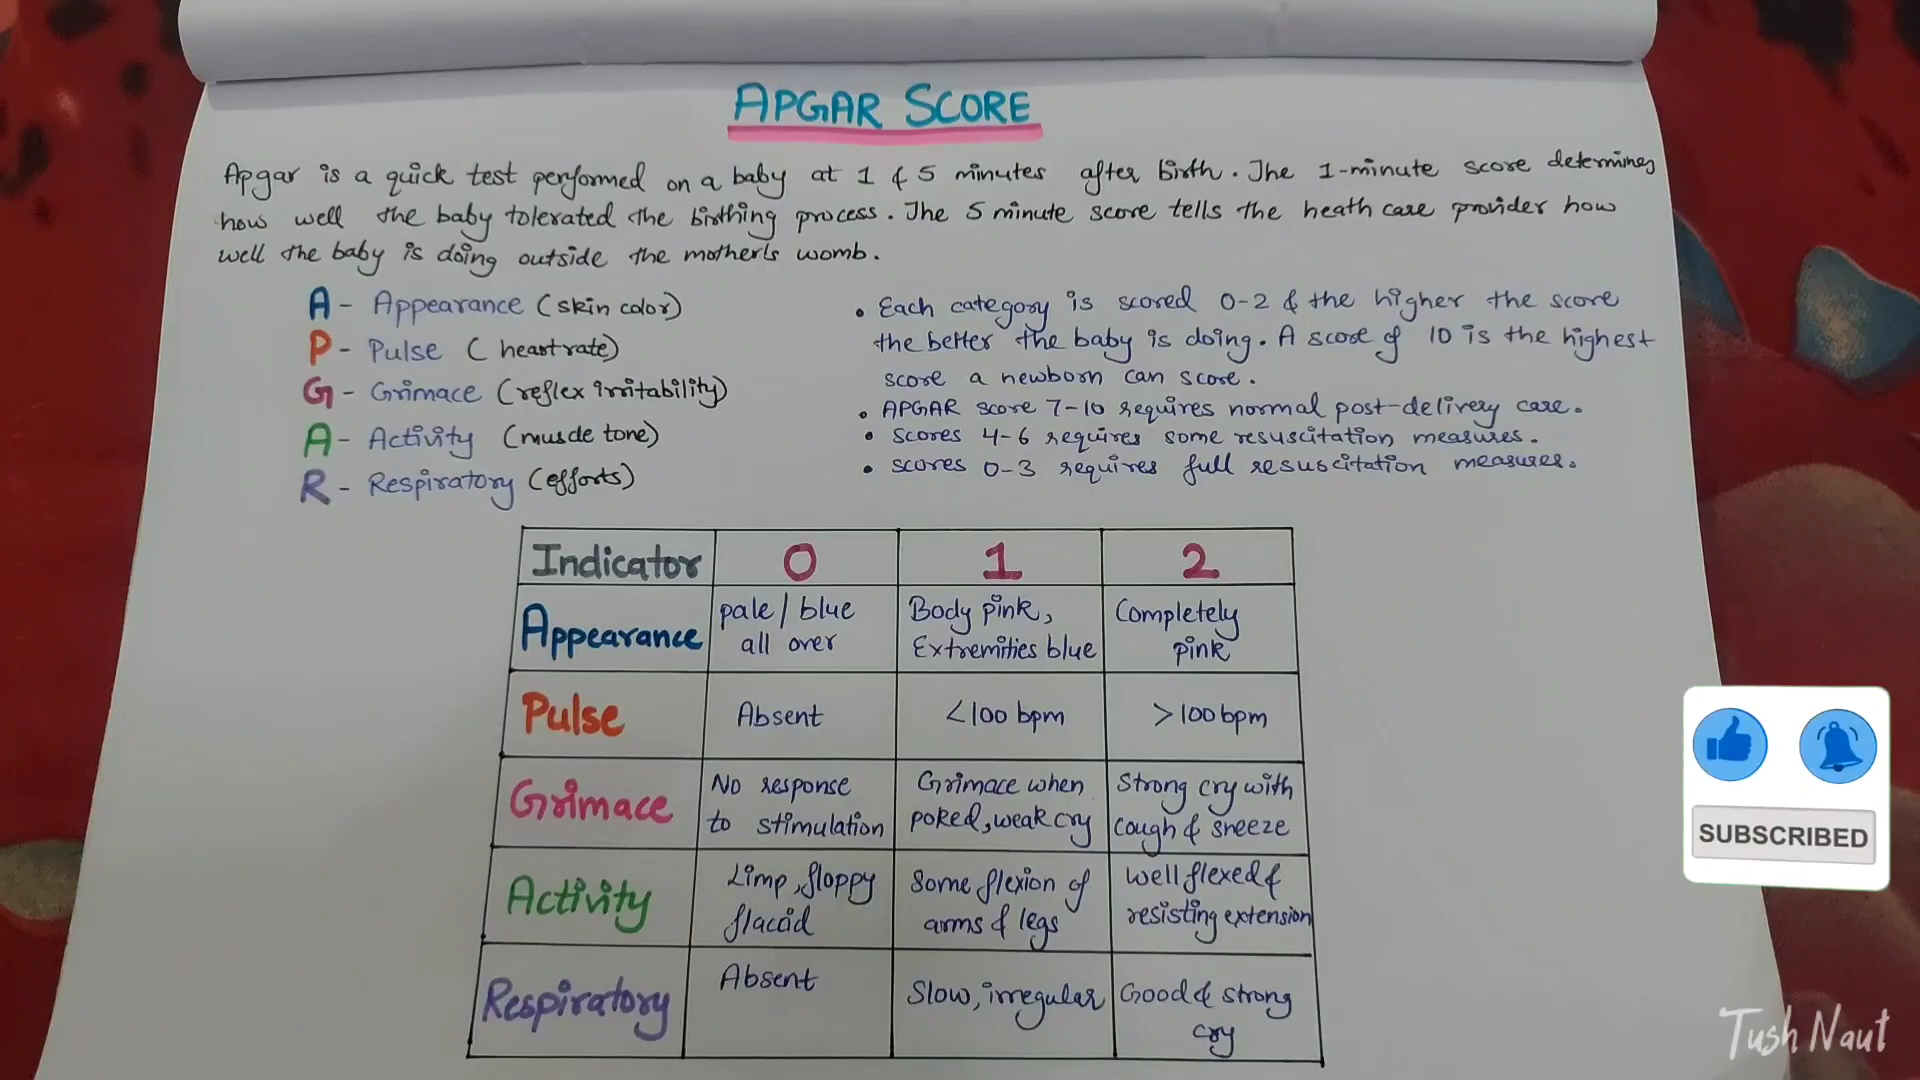 APGAR SCORE
Apgar is a quick test performed on a baby at 1 & 5 minutes after birth. The 1-minute score determines
how well the baby tolerated the birthing process. The 5 minute score tells the heath care provider how
well the baby is doing outside the mother's womb.
A - Appearance (skin color)
P - Pulse (heart rate)
G - Grimace (reflex irritability)
A - Activity (muscle tone)
R - Respiratory (efforts)
• Each category is scored 0-2 & the higher the score
the better the baby is doing. A score of 10 is the highest
score a newborn can score.
• APGAR score 7-10 requires normal post-delivery care.
• scores 4-6 requires some resuscitation measures.
• scores 0-3 requires full resuscitation measures.
Indicator 0 1 2
Appearance pale/blue all over Body pink, Extremities blue Completely pink
Pulse Absent <100 bpm >100 bpm
Grimace No response to stimulation Grimace when poked, weak cry Strong cry with cough & sneeze
Activity Limp, floppy flaccid Some flexion of arms & legs well flexed & resisting extension
Respiratory Absent Slow, irregular Good & strong cry
SUBSCRIBED
Tush Naut